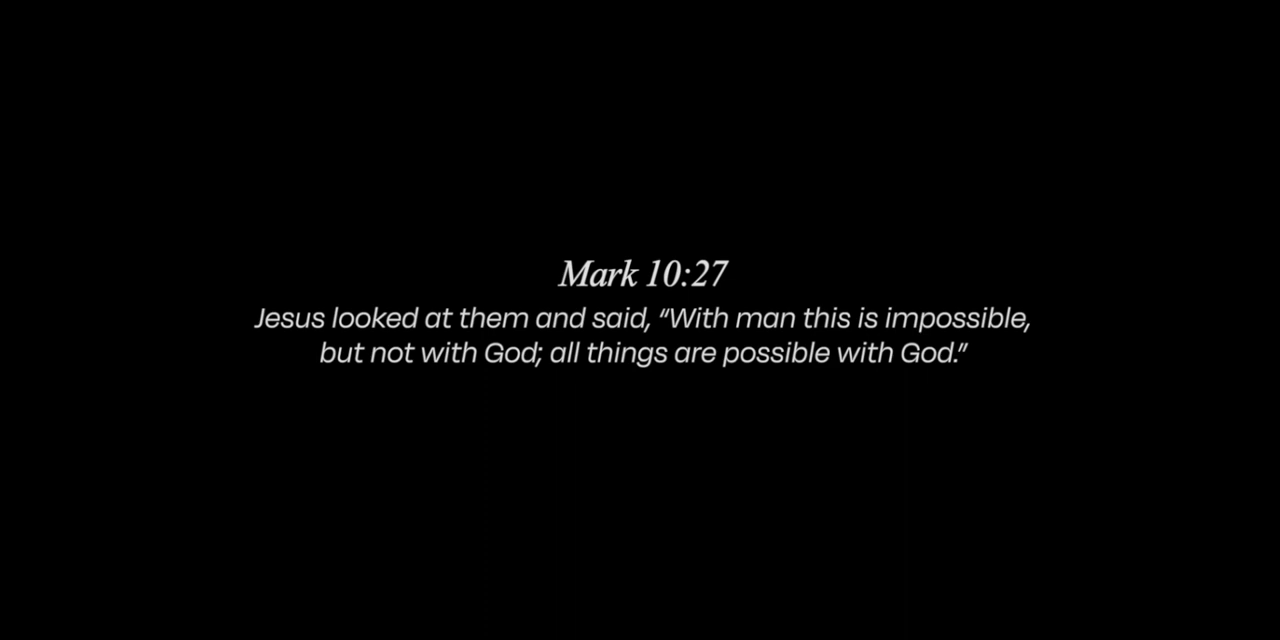 Mark 10:27
Jesus looked at them and said, “With man this is impossible,
but not with God; all things are possible with God.”